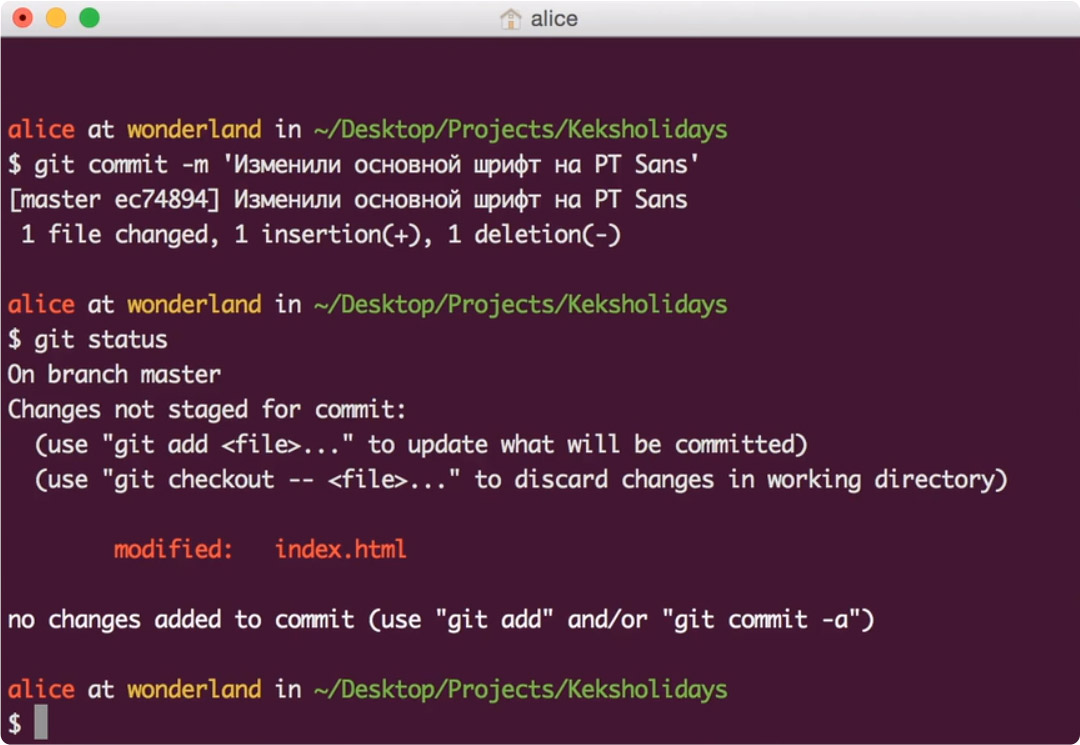 alice
alice at wonderland in ~/Desktop/Projects/Keksholidays
$ git commit -m 'Изменили основной шрифт на PT Sans'
[master ec74894] Изменили основной шрифт на PT Sans
 1 file changed, 1 insertion(+), 1 deletion(-)
alice at wonderland in ~/Desktop/Projects/Keksholidays
$ git status
On branch master
Changes not staged for commit:
  (use "git add <file>..." to update what will be committed)
  (use "git checkout -- <file>..." to discard changes in working directory)
        modified:   index.html
no changes added to commit (use "git add" and/or "git commit -a")
alice at wonderland in ~/Desktop/Projects/Keksholidays
$